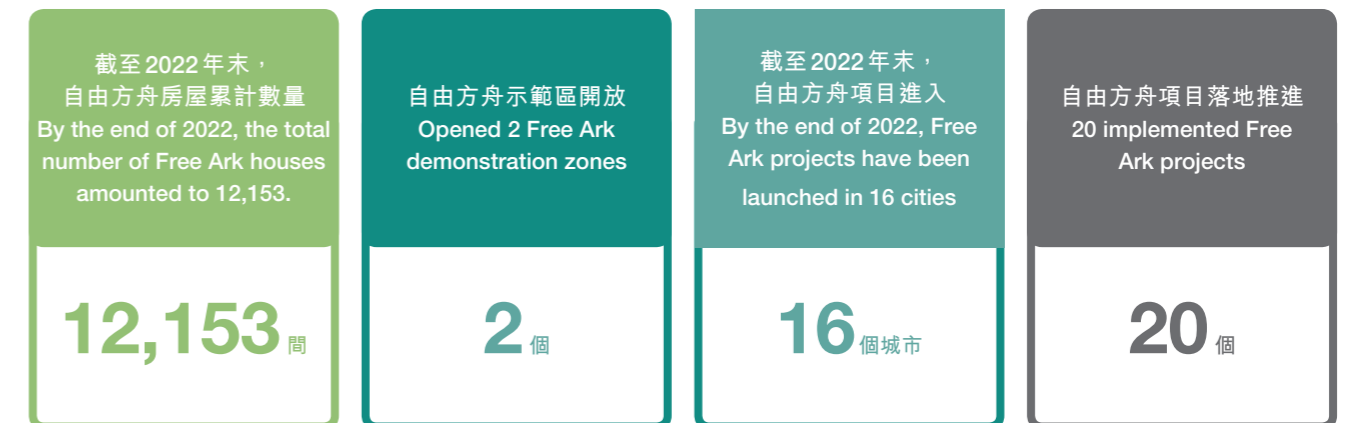 截至2022年末，
自由方舟房屋累計數量
By the end of 2022, the total
number of Free Ark houses
amounted to 12,153.
12,153間
自由方舟示範區開放
Opened 2 Free Ark
demonstration zones
2個
截至2022年末，
自由方舟項目進入
By the end of 2022, Free
Ark projects have been
launched in 16 cities
16個城市
自由方舟項目落地推進
20 implemented Free
Ark projects
20個